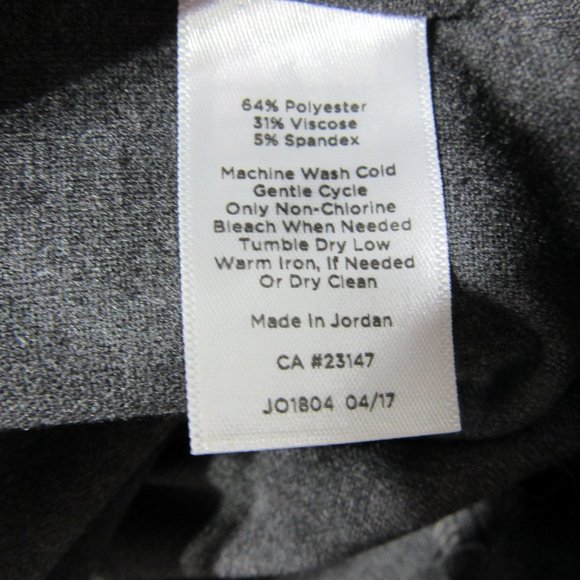 64% Polyester
31% Viscose
5% Spandex
Machine Wash Cold
Gentle Cycle
Only Non-Chlorine
Bleach When Needed
Tumble Dry Low
Warm Iron, If Needed
Or Dry Clean
Made In Jordan
CA #23147
JO1804 04/17